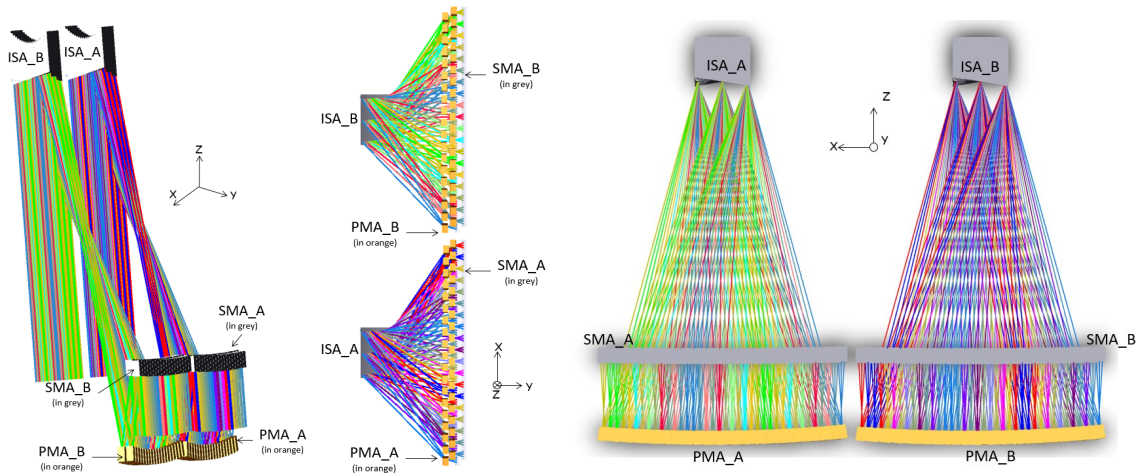 ISA_B
ISA_A
Z
X
y
SMA_A
(in grey)
SMA_B
(in grey)
PMA_A
(in orange)
PMA_B
(in orange)
SMA_B
(in grey)
ISA_B
PMA_B
(in orange)
SMA_A
(in grey)
ISA_A
X
Z
y
PMA_A
(in orange)
ISA_A
ISA_B
Z
X
y
SMA_A
SMA_B
PMA_A
PMA_B